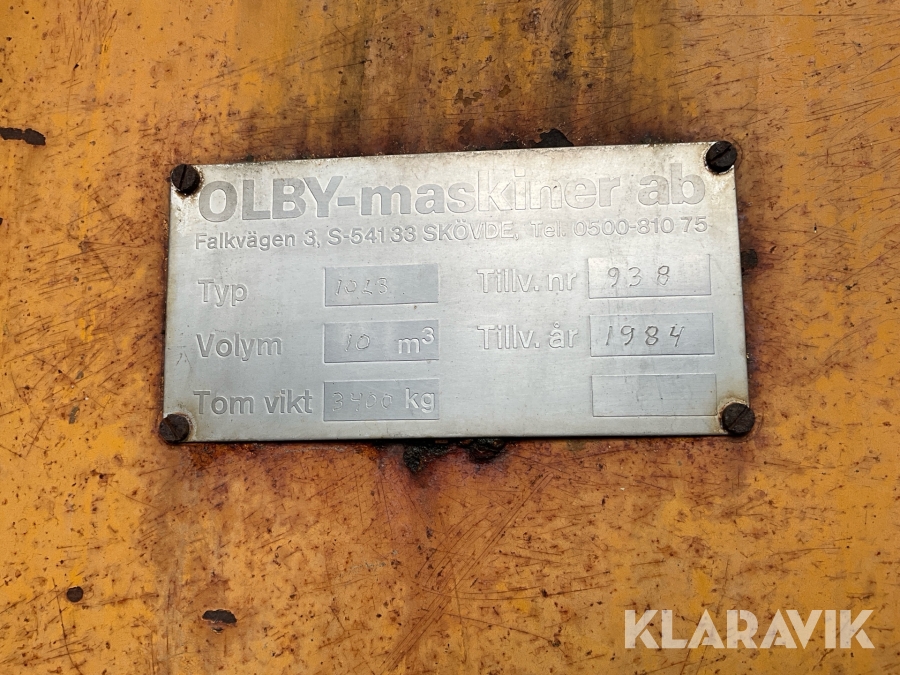 OLBY-maskiner ab
Falkvägen 3, S-541 33 SKÖVDE, Tel. 0500-810 75
Typ 1023 Tillv. nr 938
Volym 10 m³ Tillv. år 1984
Tom vikt 3400 kg
KLARAVIK